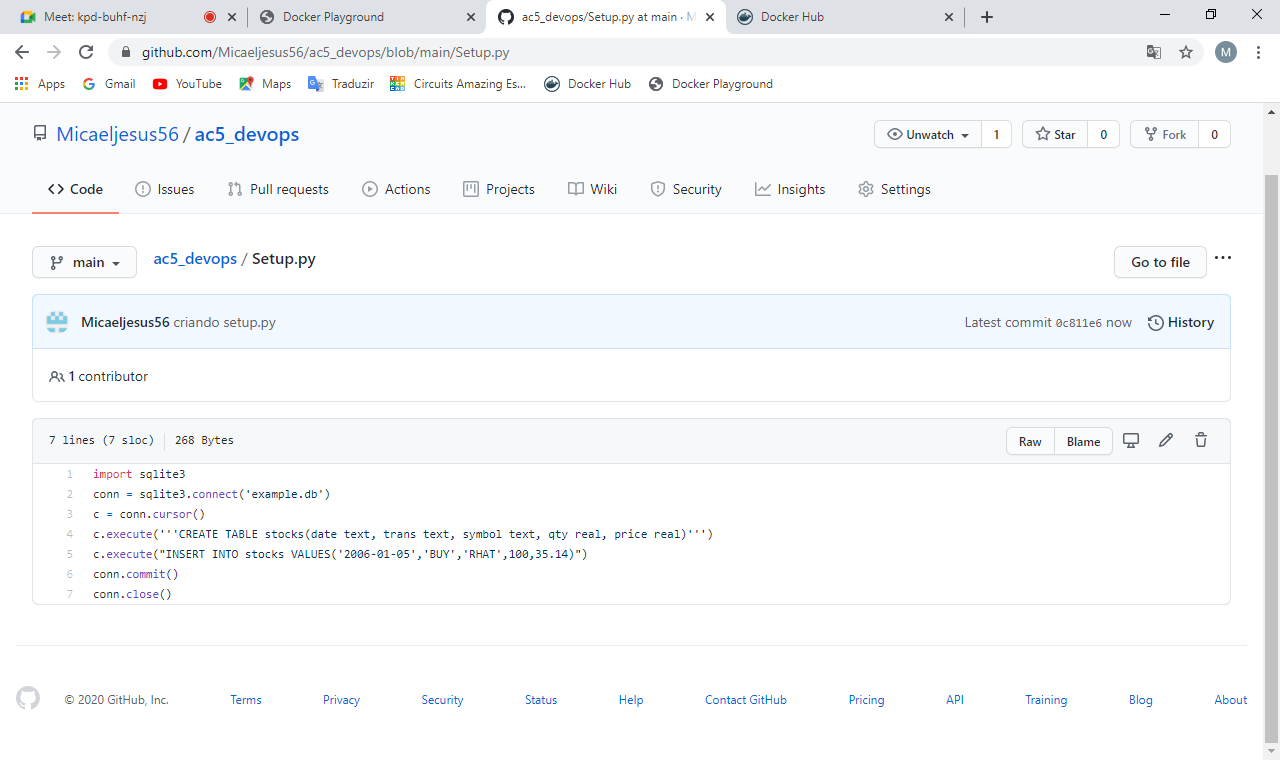 Meet: kpd-buhf-nzj Docker Playground ac5_devops/Setup.py at main · M Docker Hub
github.com/Micaeljesus56/ac5_devops/blob/main/Setup.py M
Apps Gmail YouTube Maps Traduzir Circuits Amazing Es... Docker Hub Docker Playground
Micaeljesus56 / ac5_devops Unwatch 1 Star 0 Fork 0
Code Issues Pull requests Actions Projects Wiki Security Insights Settings
main ac5_devops / Setup.py Go to file ...
Micaeljesus56 criando setup.py Latest commit 0c811e6 now History
1 contributor
7 lines (7 sloc) 268 Bytes Raw Blame
1 import sqlite3
2 conn = sqlite3.connect('example.db')
3 c = conn.cursor()
4 c.execute('''CREATE TABLE stocks(date text, trans text, symbol text, qty real, price real)''')
5 c.execute("INSERT INTO stocks VALUES('2006-01-05','BUY','RHAT',100,35.14)")
6 conn.commit()
7 conn.close()
© 2020 GitHub, Inc. Terms Privacy Security Status Help Contact GitHub Pricing API Training Blog About